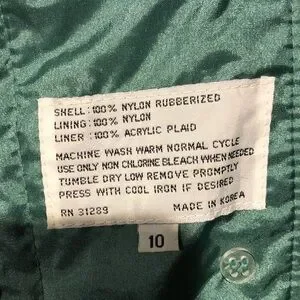 SHELL: 100% NYLON RUBBERIZED
LINING: 100% NYLON
LINER: 100% ACRYLIC PLAID
MACHINE WASH WARM NORMAL CYCLE
USE ONLY NON CHLORINE BLEACH WHEN NEEDED
TUMBLE DRY LOW REMOVE PROMPTLY
PRESS WITH COOL IRON IF DESIRED
RN 31289 MADE IN KOREA
10